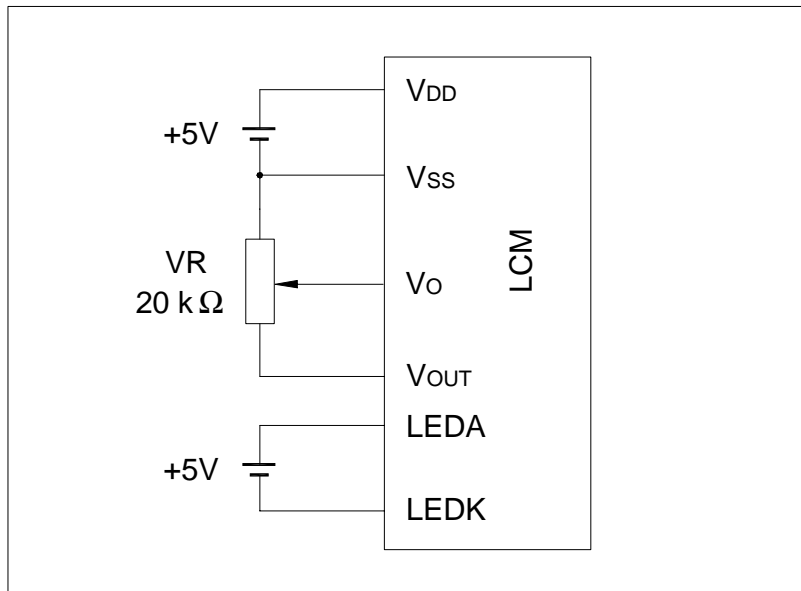 VDD
+5V
VSS
LCM
VR
20 kΩ
VO
VOUT
LEDA
+5V
LEDK